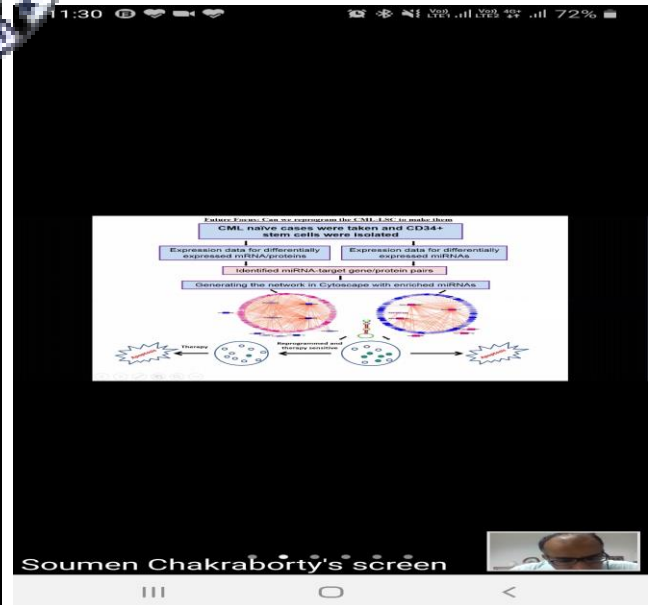 11:30 72%
Future Focus: Can we reprogram the CML-LSC to make them
CML naïve cases were taken and CD34+
stem cells were isolated
Expression data for differentially
expressed mRNA/proteins
Expression data for differentially
expressed miRNAs
Identified miRNA-target gene/protein pairs
Generating the network in Cytoscape with enriched miRNAs
Apoptosis
Therapy
Reprogrammed and
therapy sensitive
Apoptosis
Soumen Chakraborty's screen